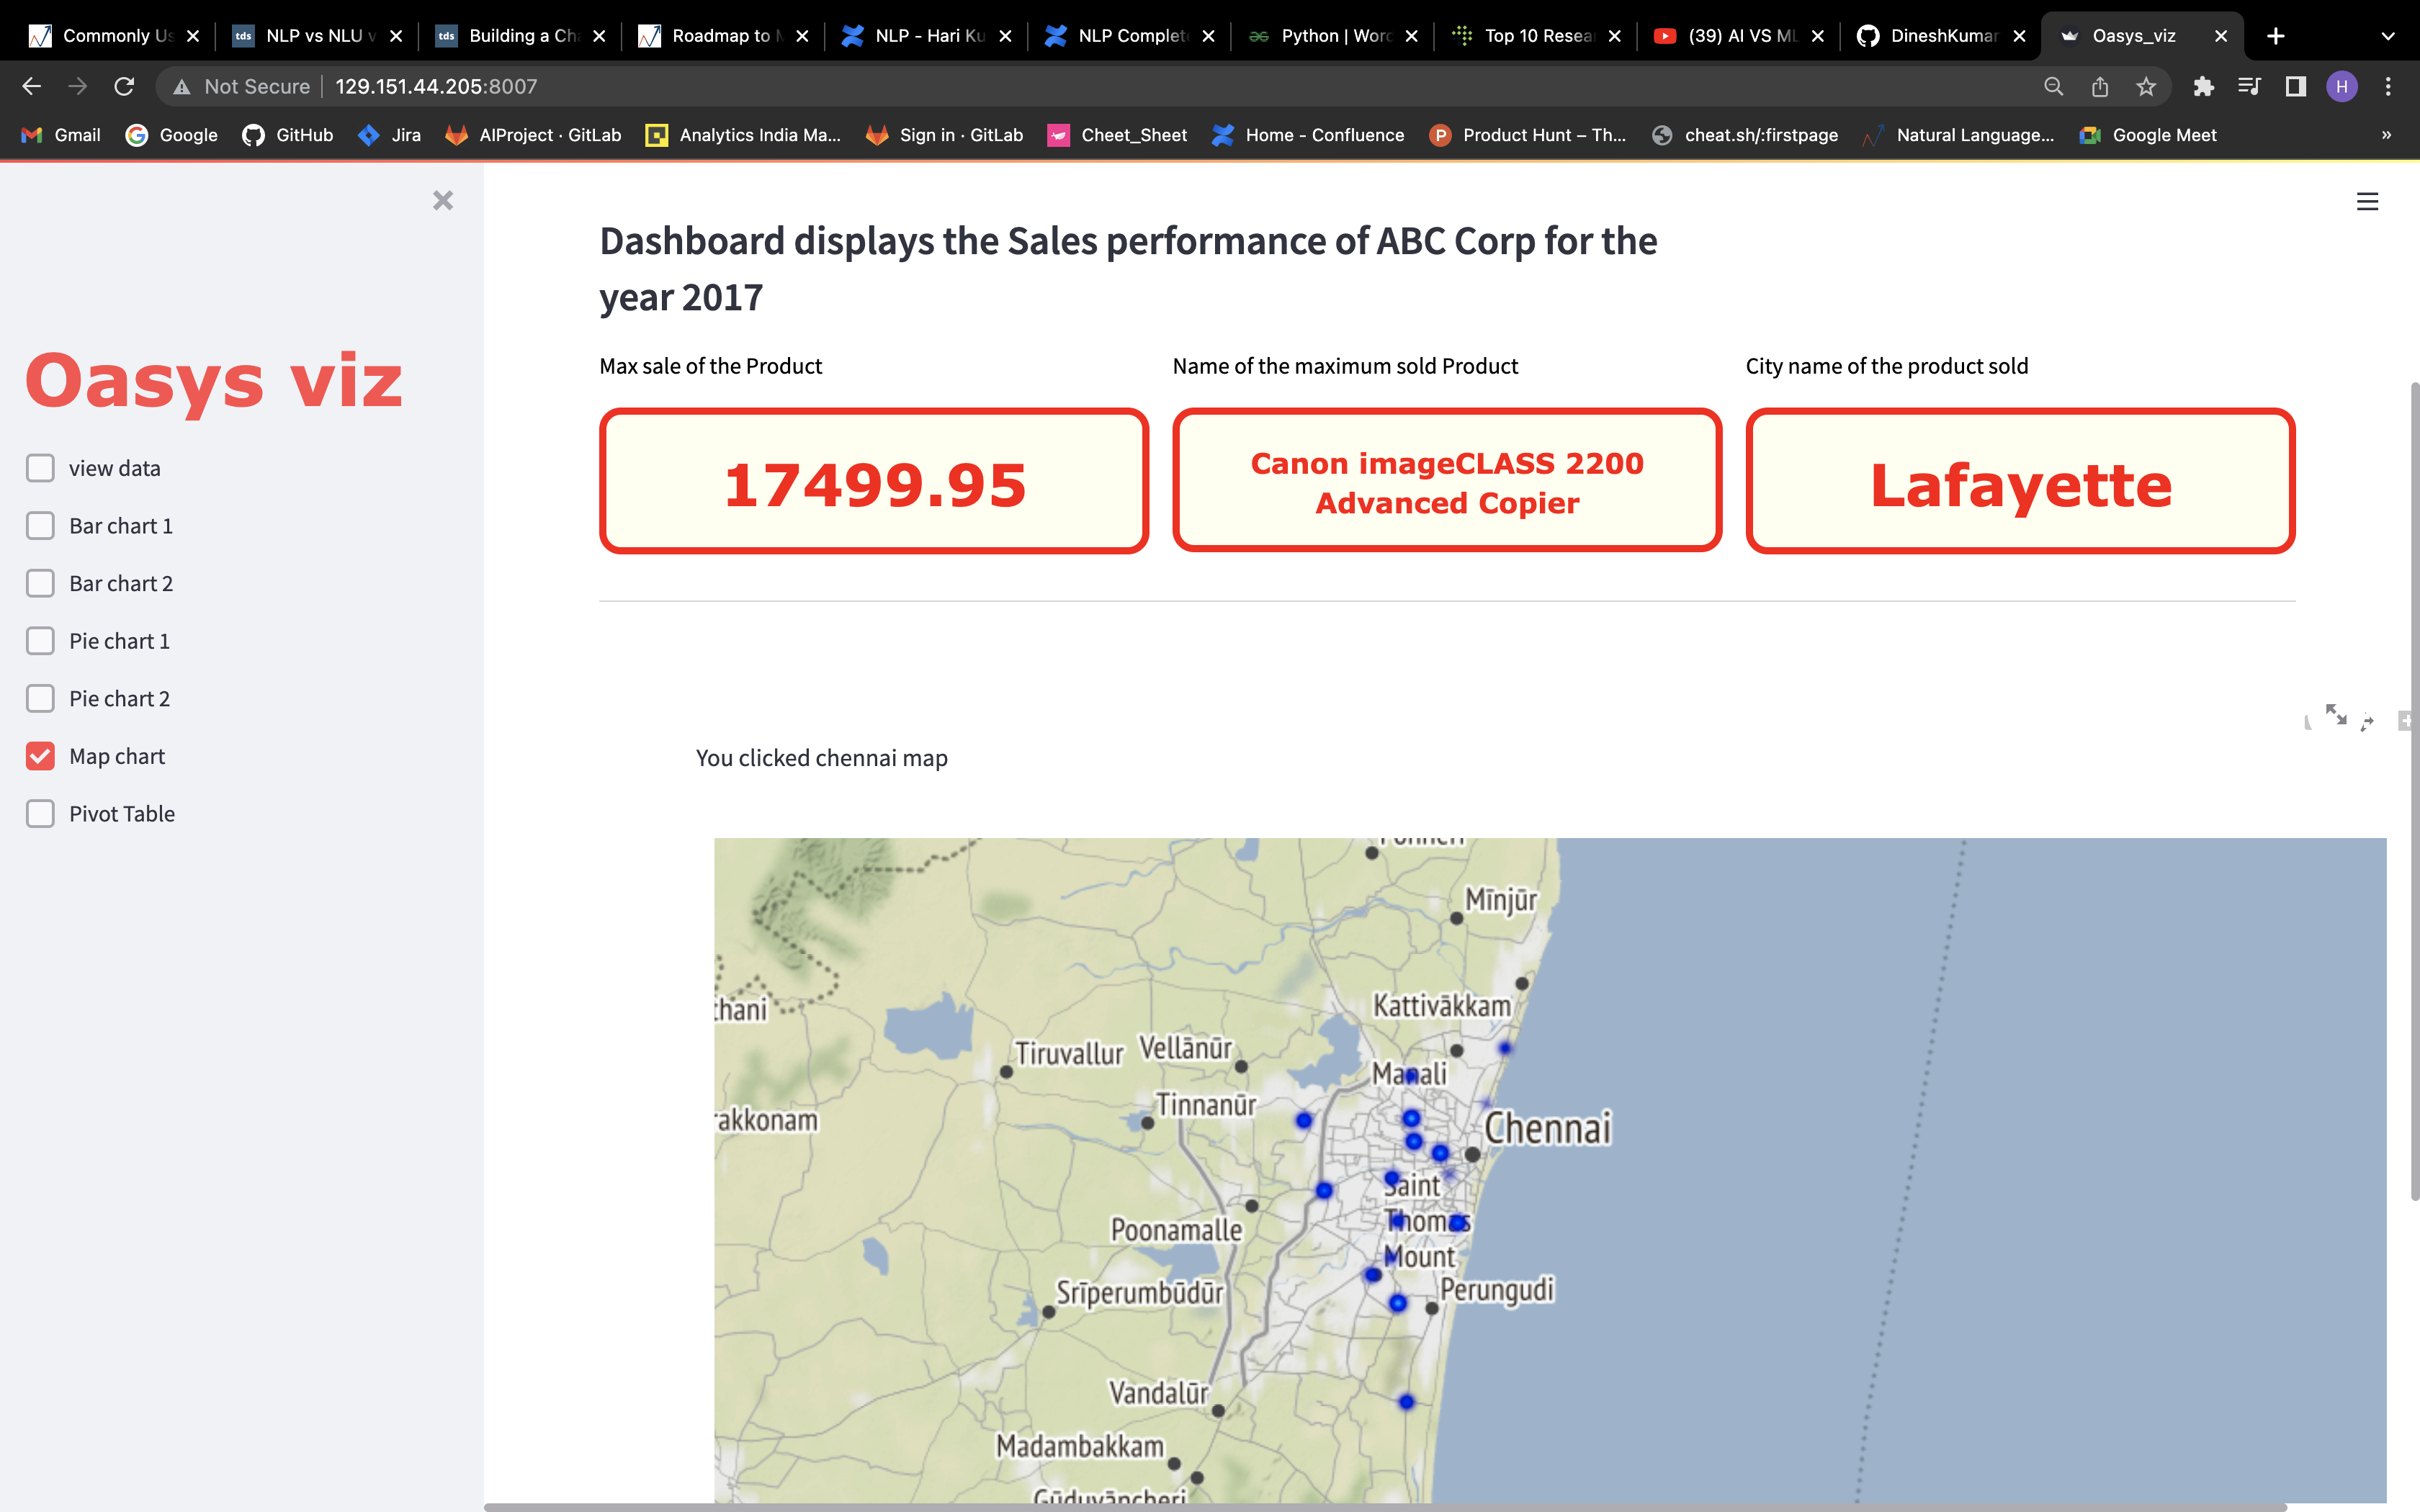 Commonly Us
NLP vs NLU v
Building a Cha
Roadmap to
NLP - Hari Ku
NLP Complet
Python | Word
Top 10 Resear
(39) AI VS ML
DineshKumar
Oasys_viz
Not Secure
129.151.44.205:8007
H
Gmail
Google
GitHub
Jira
AIProject · GitLab
Analytics India Ma...
Sign in · GitLab
Cheet_Sheet
Home - Confluence
Product Hunt – Th...
cheat.sh/:firstpage
Natural Language...
Google Meet
»
Oasys viz
view data
Bar chart 1
Bar chart 2
Pie chart 1
Pie chart 2
Map chart
Pivot Table
Dashboard displays the Sales performance of ABC Corp for the
year 2017
Max sale of the Product
Name of the maximum sold Product
City name of the product sold
17499.95
Canon imageCLASS 2200
Advanced Copier
Lafayette
You clicked chennai map
Mīnjūr
Kattivākkam
Tiruvallur
Vellānūr
Manali
Tinnanūr
Chennai
Saint
Thomas
Mount
Poonamalle
Perungudi
Srīperumbūdūr
Vandalūr
Madambakkam
Gūduvāncheri